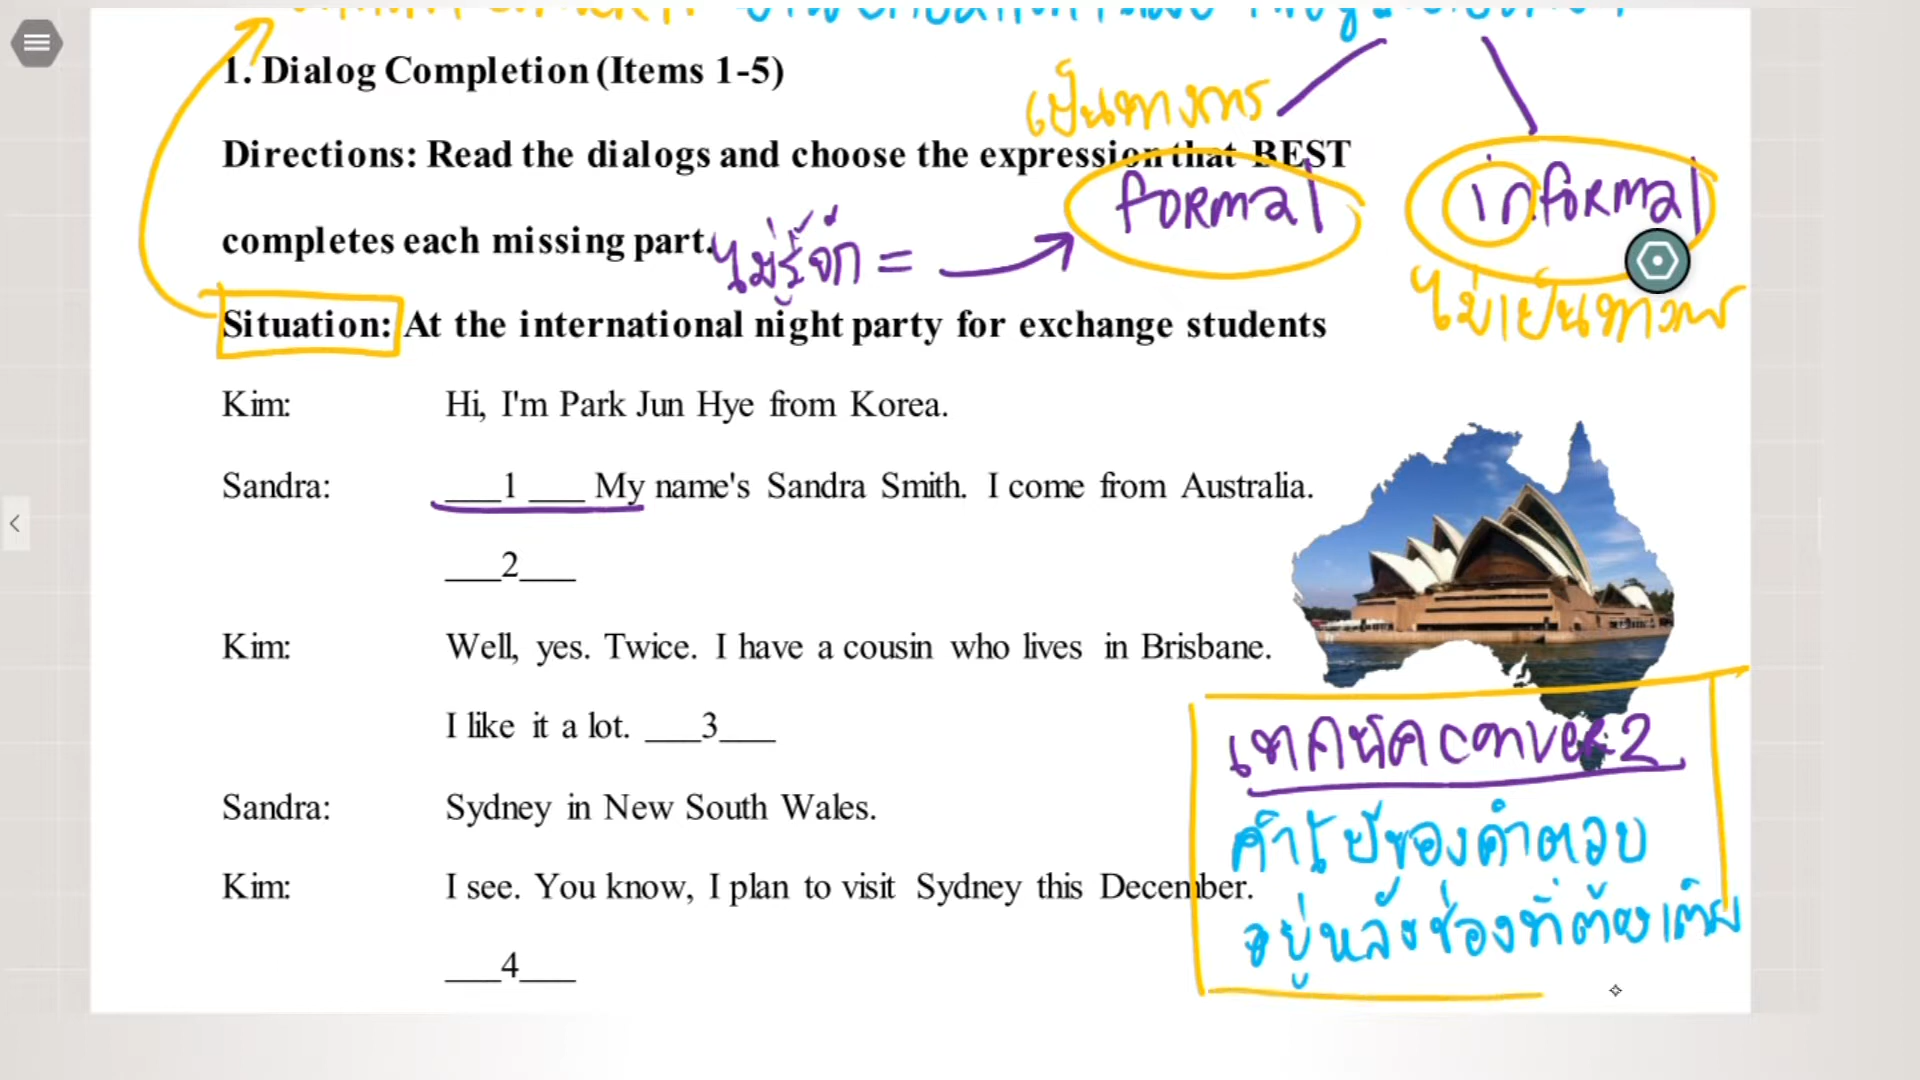 1. Dialog Completion (Items 1-5)
เป็นทางการ
Directions: Read the dialogs and choose the expression that BEST
formal
informal
completes each missing part.
ไม่รู้จัก =
ไม่เป็นทางการ
Situation: At the international night party for exchange students
Kim: Hi, I'm Park Jun Hye from Korea.
Sandra: ___1 ___ My name's Sandra Smith. I come from Australia.
___2___
Kim: Well, yes. Twice. I have a cousin who lives in Brisbane.
I like it a lot. ___3___
เทคนิค conver 2
Sandra: Sydney in New South Wales.
คำใบ้ของคำตอบ
Kim: I see. You know, I plan to visit Sydney this December.
อยู่หลังช่องที่ต้องเติม
___4___